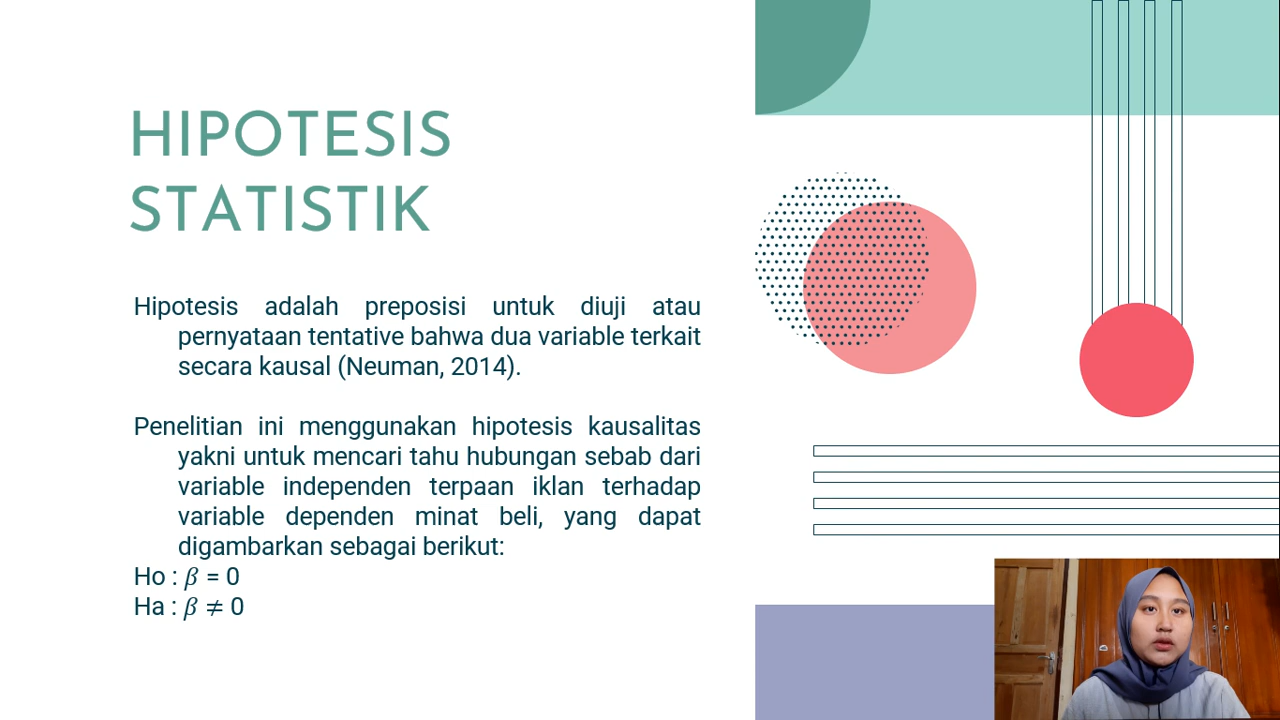 HIPOTESIS
STATISTIK
Hipotesis adalah preposisi untuk diuji atau
pernyataan tentative bahwa dua variable terkait
secara kausal (Neuman, 2014).
Penelitian ini menggunakan hipotesis kausalitas
yakni untuk mencari tahu hubungan sebab dari
variable independen terpaan iklan terhadap
variable dependen minat beli, yang dapat
digambarkan sebagai berikut:
Ho : 𝛽 = 0
Ha : 𝛽 ≠ 0